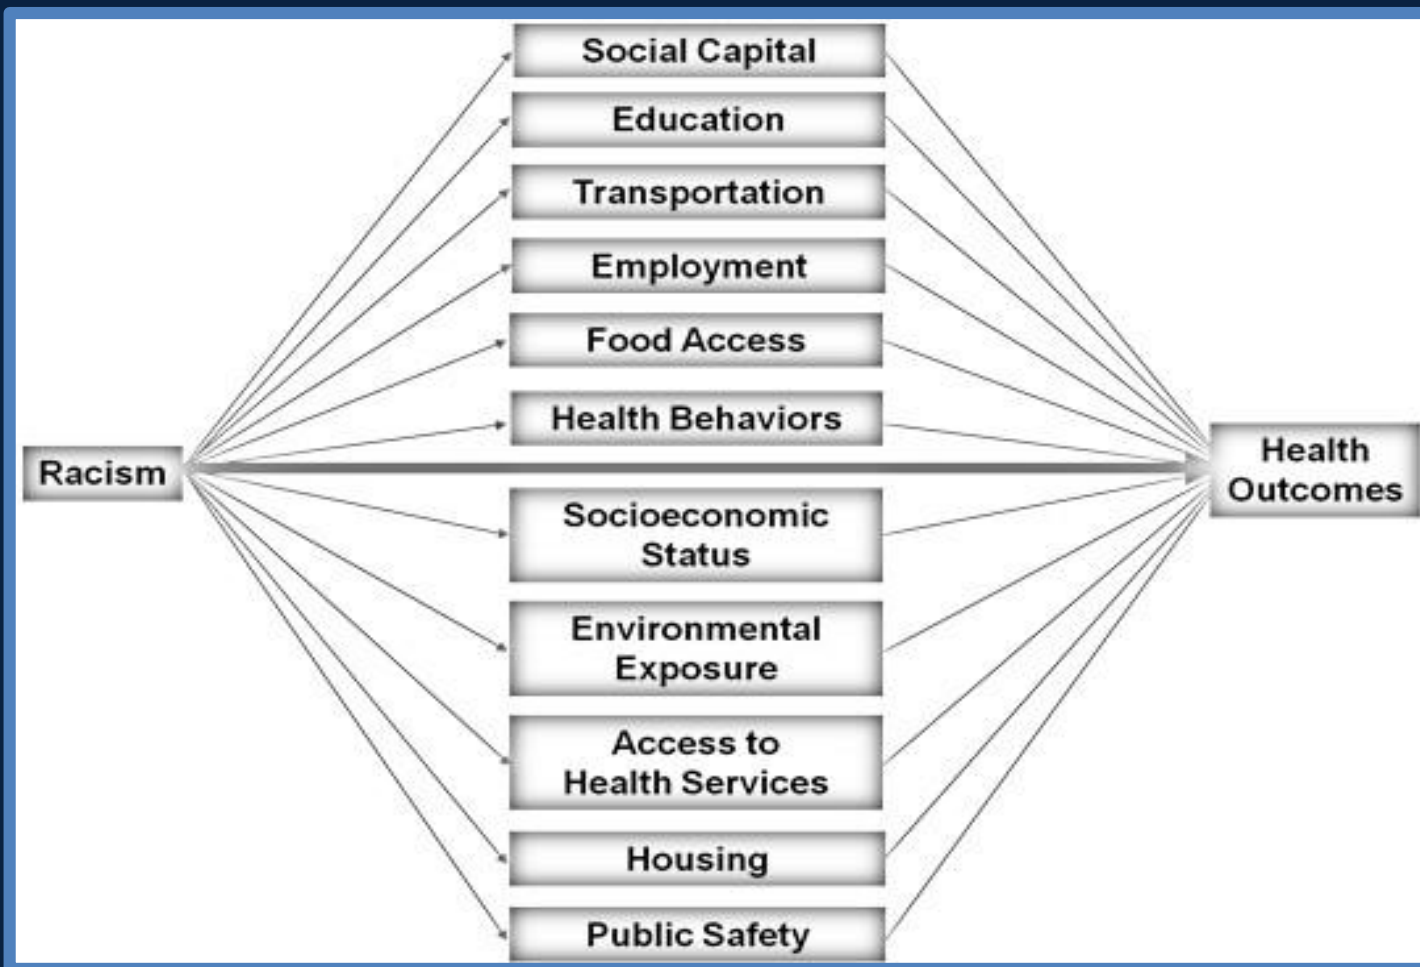 Social Capital
Education
Transportation
Employment
Food Access
Health Behaviors
Racism
Health
Outcomes
Socioeconomic
Status
Environmental
Exposure
Access to
Health Services
Housing
Public Safety